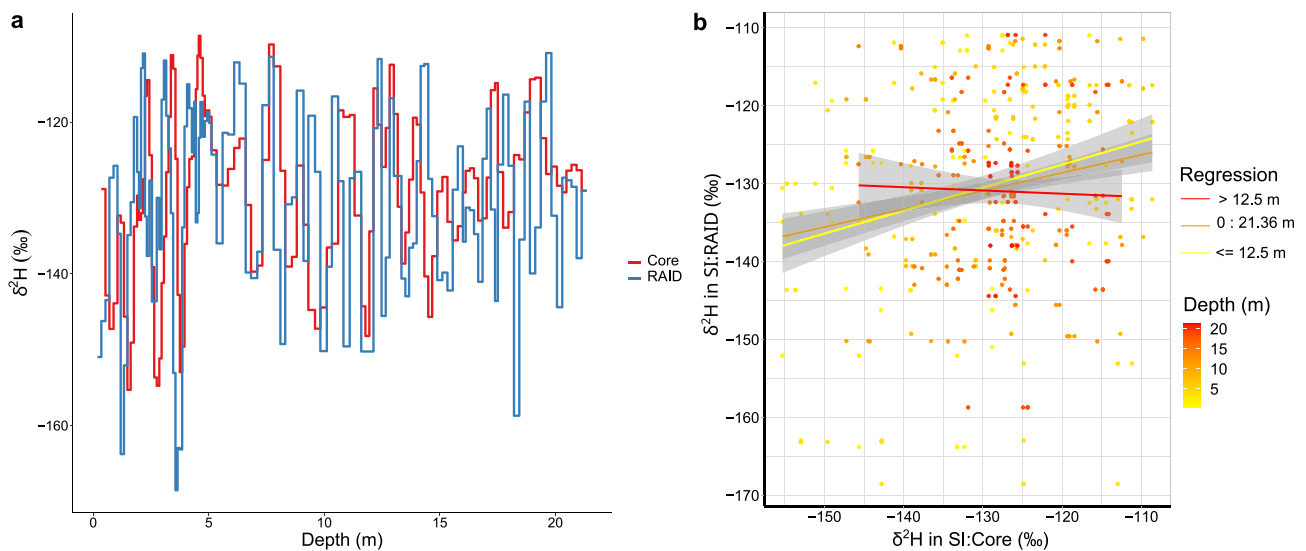 a
−120
−140
−160
δ²H (‰)
0
5
10
15
20
Depth (m)
Core
RAID
b
−110
−120
−130
−140
−150
−160
−170
δ²H in SI:RAID (‰)
−150
−140
−130
−120
−110
δ²H in SI:Core (‰)
Regression
> 12.5 m
0 : 21.36 m
<= 12.5 m
Depth (m)
20
15
10
5